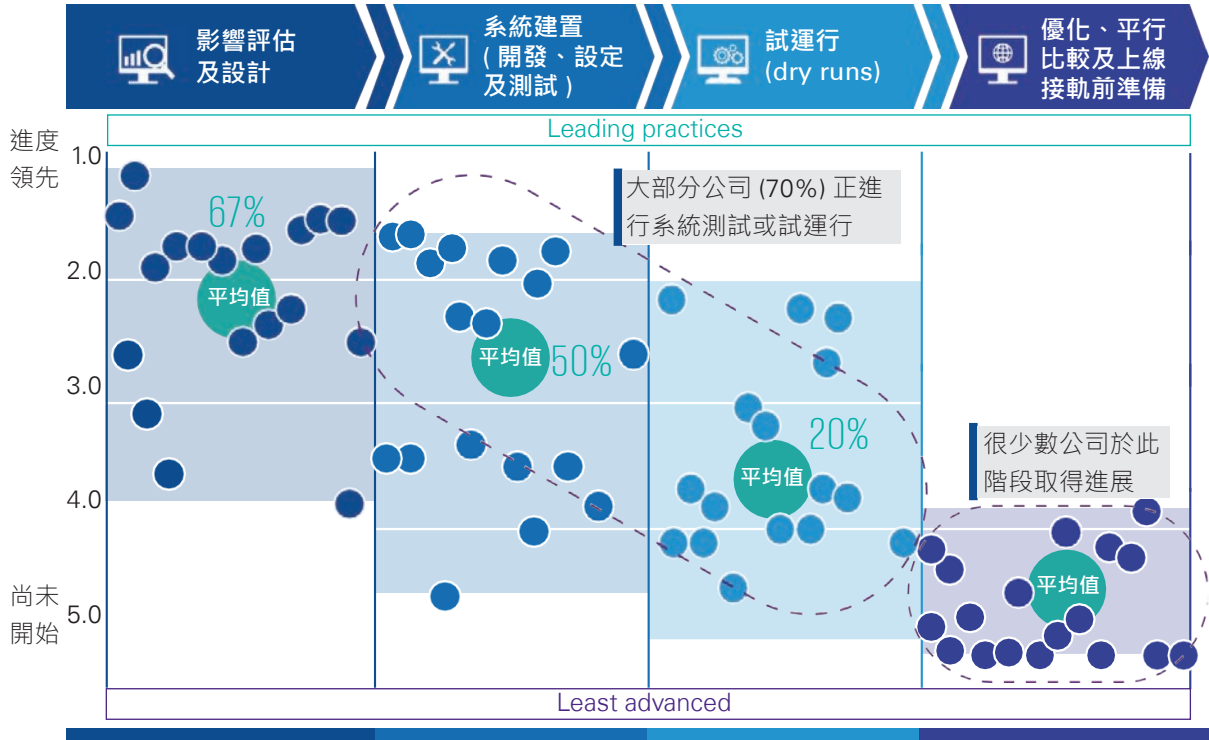 影響評估
及設計
系統建置
( 開發、設定
及測試 )
試運行
(dry runs)
優化、平行
比較及上線
接軌前準備
Leading practices
進度
領先
1.0
2.0
3.0
4.0
5.0
尚未
開始
67%
平均值
大部分公司 (70%) 正進
行系統測試或試運行
平均值
50%
20%
平均值
很少數公司於此
階段取得進展
平均值
Least advanced